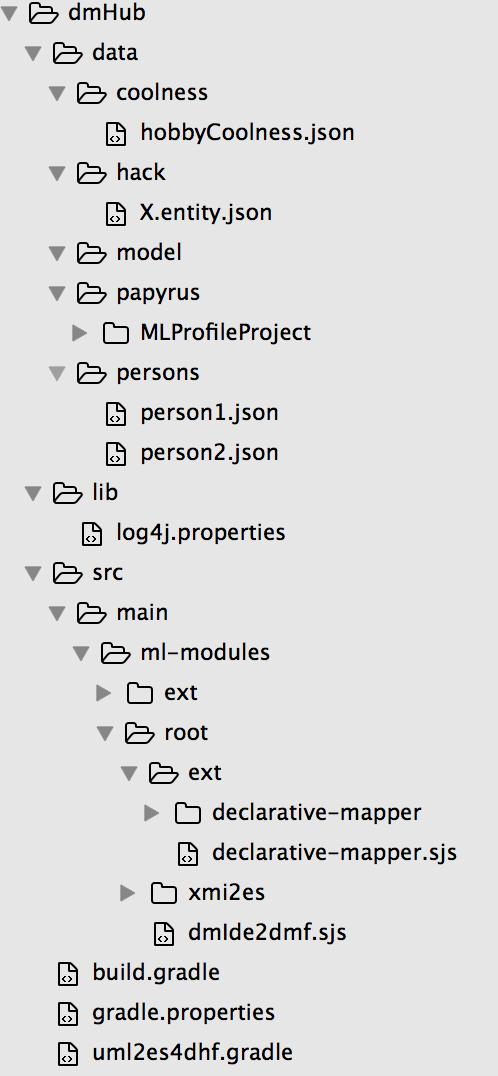 dmHub
data
coolness
hobbyCoolness.json
hack
X.entity.json
model
papyrus
MLProfileProject
persons
person1.json
person2.json
lib
log4j.properties
src
main
ml-modules
ext
root
ext
declarative-mapper
declarative-mapper.sjs
xmi2es
dmIde2dmf.sjs
build.gradle
gradle.properties
uml2es4dhf.gradle